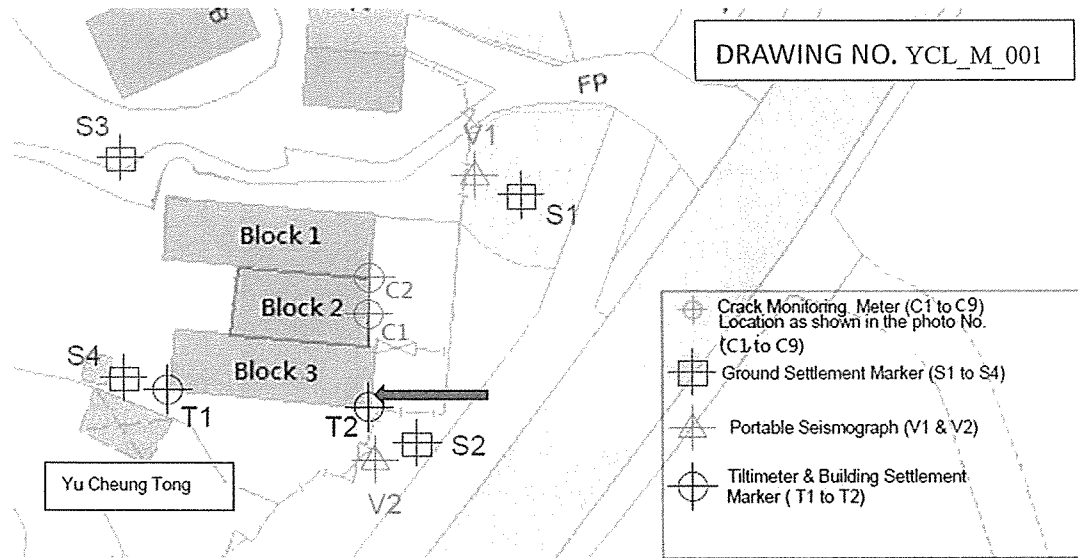 DRAWING NO. YCL_M_001
FP
S3
V1
S1
Block 1
C2
Block 2
C1
S4
Block 3
T1
T2
S2
V2
Yu Cheung Tong
Crack Monitoring Meter (C1 to C9)
Location as shown in the photo No.
(C1 to C9)
Ground Settlement Marker (S1 to S4)
Portable Seismograph (V1 & V2)
Tiltimeter & Building Settlement
Marker ( T1 to T2)